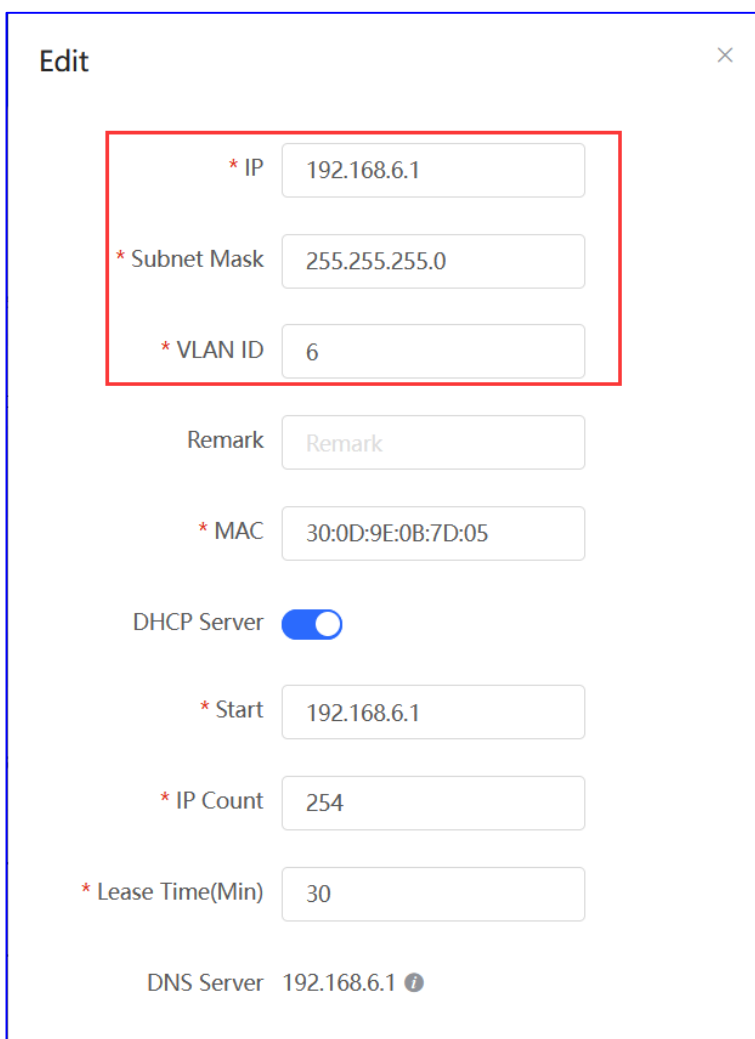 Edit
* IP 192.168.6.1
* Subnet Mask 255.255.255.0
* VLAN ID 6
Remark Remark
* MAC 30:0D:9E:0B:7D:05
DHCP Server
* Start 192.168.6.1
* IP Count 254
* Lease Time(Min) 30
DNS Server 192.168.6.1